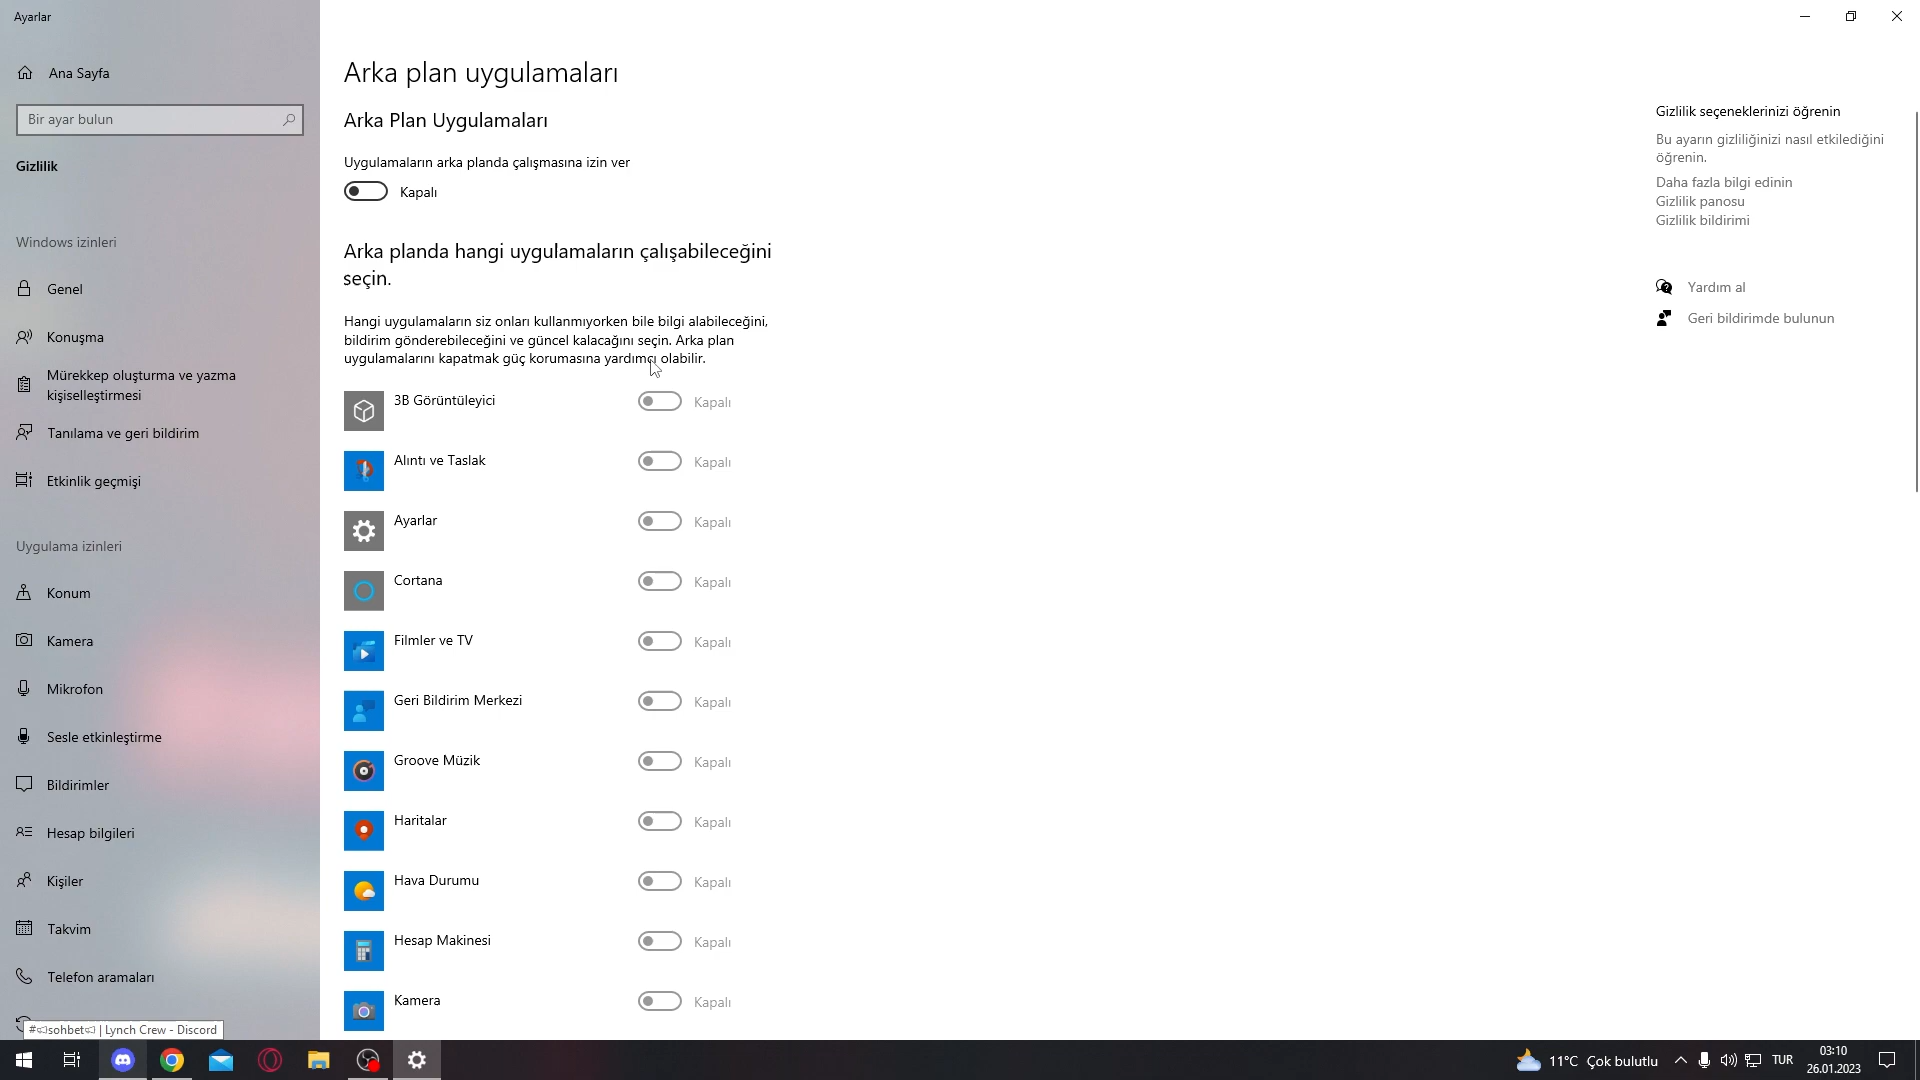 Ayarlar
Ana Sayfa
Bir ayar bulun
Gizlilik
Windows izinleri
Genel
Konuşma
Mürekkep oluşturma ve yazma
kişiselleştirmesi
Tanılama ve geri bildirim
Etkinlik geçmişi
Uygulama izinleri
Konum
Kamera
Mikrofon
Sesle etkinleştirme
Bildirimler
Hesap bilgileri
Kişiler
Takvim
Telefon aramaları
#sohbet | Lynch Crew - Discord
Arka plan uygulamaları
Arka Plan Uygulamaları
Uygulamaların arka planda çalışmasına izin ver
Kapalı
Arka planda hangi uygulamaların çalışabileceğini
seçin.
Hangi uygulamaların siz onları kullanmıyorken bile bilgi alabileceğini,
bildirim gönderebileceğini ve güncel kalacağını seçin. Arka plan
uygulamalarını kapatmak güç korumasına yardımcı olabilir.
3B Görüntüleyici Kapalı
Alıntı ve Taslak Kapalı
Ayarlar Kapalı
Cortana Kapalı
Filmler ve TV Kapalı
Geri Bildirim Merkezi Kapalı
Groove Müzik Kapalı
Haritalar Kapalı
Hava Durumu Kapalı
Hesap Makinesi Kapalı
Kamera Kapalı
Gizlilik seçeneklerinizi öğrenin
Bu ayarın gizliliğinizi nasıl etkilediğini
öğrenin.
Daha fazla bilgi edinin
Gizlilik panosu
Gizlilik bildirimi
Yardım al
Geri bildirimde bulunun
11°C Çok bulutlu
TUR
03:10
26.01.2023